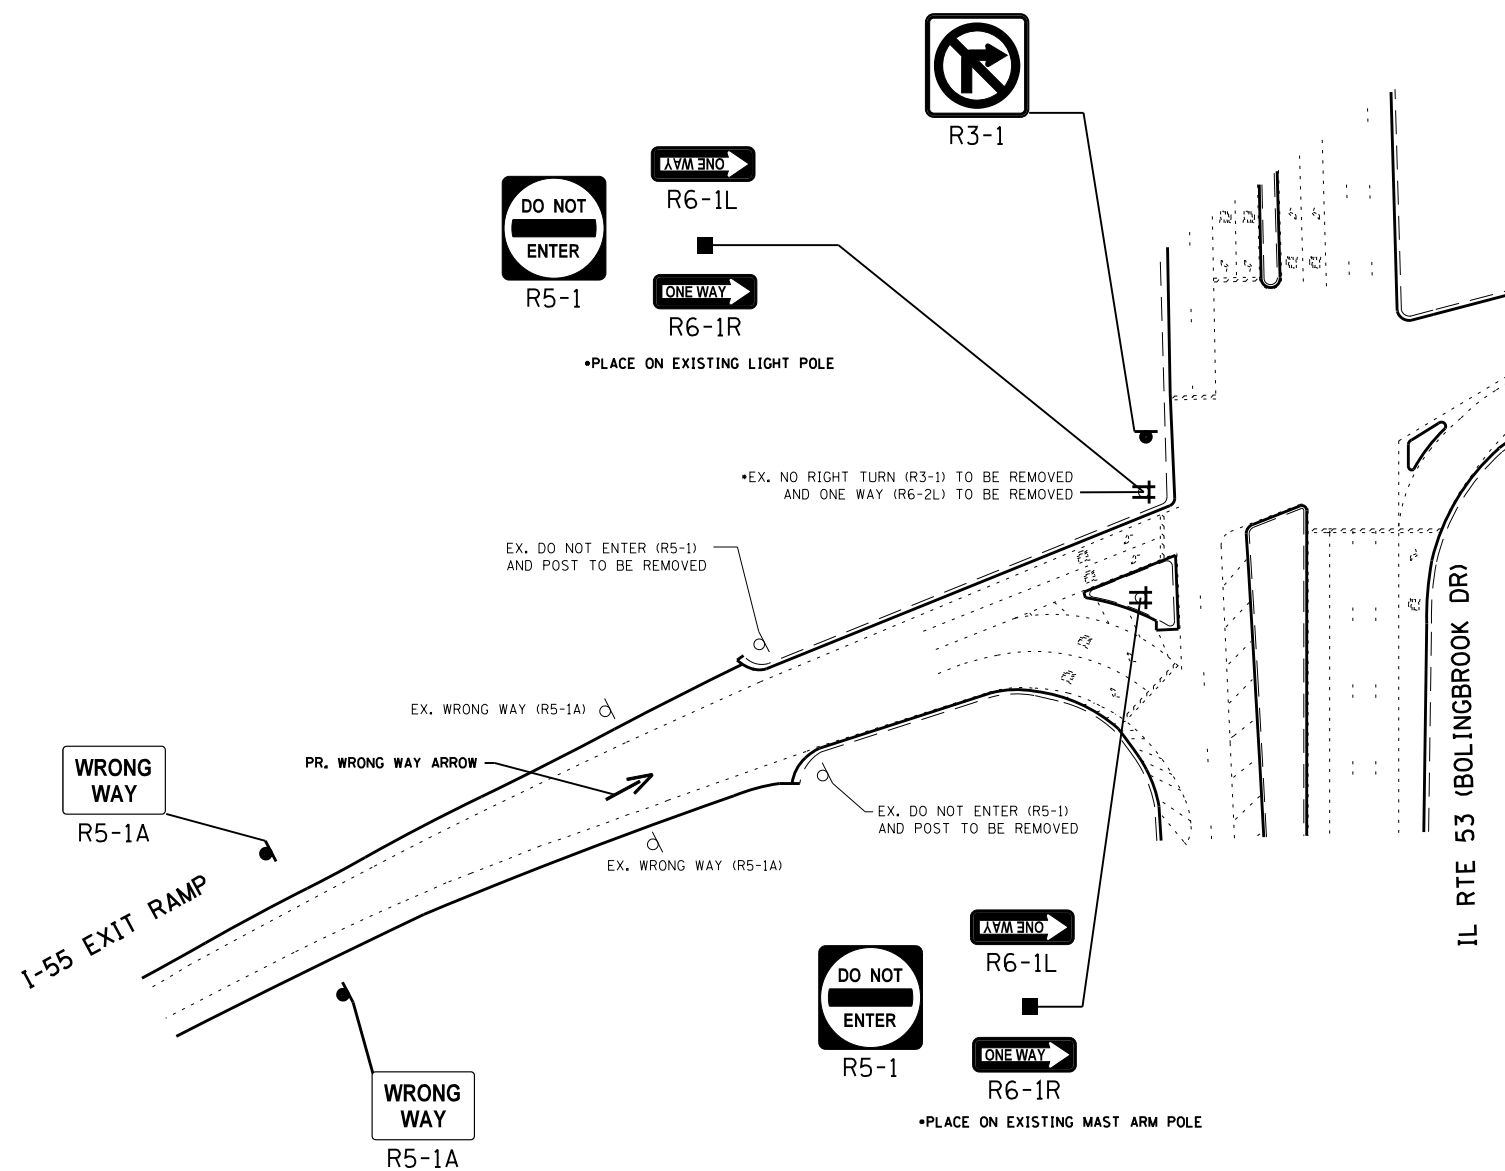 R3-1
ONE WAY
R6-1L
DO NOT
ENTER
R5-1
ONE WAY
R6-1R
•PLACE ON EXISTING LIGHT POLE
*EX. NO RIGHT TURN (R3-1) TO BE REMOVED
AND ONE WAY (R6-2L) TO BE REMOVED
EX. DO NOT ENTER (R5-1)
AND POST TO BE REMOVED
EX. WRONG WAY (R5-1A)
PR. WRONG WAY ARROW
WRONG
WAY
R5-1A
EX. DO NOT ENTER (R5-1)
AND POST TO BE REMOVED
EX. WRONG WAY (R5-1A)
I-55 EXIT RAMP
IL RTE 53 (BOLINGBROOK DR)
ONE WAY
R6-1L
DO NOT
ENTER
R5-1
ONE WAY
R6-1R
•PLACE ON EXISTING MAST ARM POLE
WRONG
WAY
R5-1A